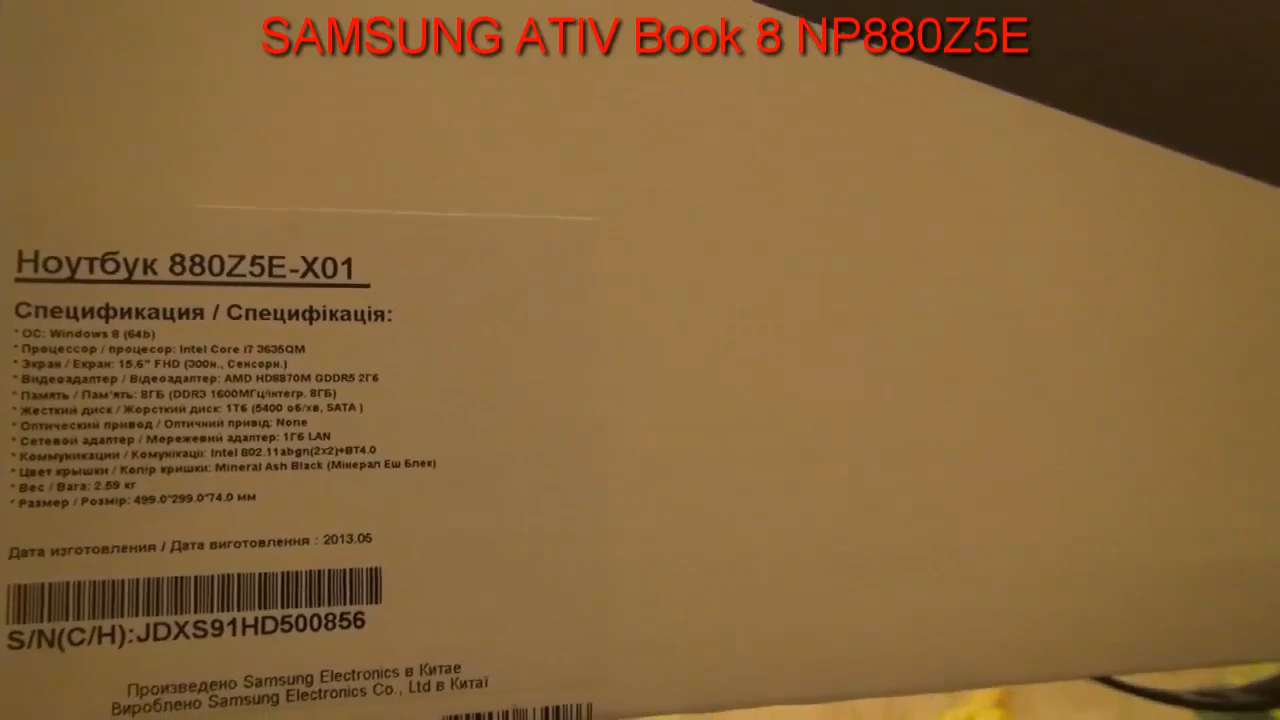 SAMSUNG ATIV Book 8 NP880Z5E
Ноутбук 880Z5E-X01
Спецификация / Специфікація:
* ОС: Windows 8 (64b)
* Процессор / процесор: Intel Core i7 3635QM
* Экран / Екран: 15.6" FHD (300н., Сенсорн.)
* Видеоадаптер / Відеоадаптер: AMD HD8870M GDDR5 2Гб
* Память / Пам'ять: 8ГБ (DDR3 1600МГц/інтегр. 8ГБ)
* Жесткий диск / Жорсткий диск: 1Тб (5400 об/хв, SATA )
* Оптический привод / Оптичний привід: None
* Сетевой адаптер / Мережевий адаптер: 1Гб LAN
* Коммуникации / Комунікації: Intel 802.11abgn(2x2)+BT4.0
* Цвет крышки / Колір кришки: Mineral Ash Black (Мінерал Еш Блек)
* Вес / Вага: 2.59 кг
* Размер / Розмір: 499.0*299.0*74.0 мм
Дата изготовления / Дата виготовлення : 2013.05
S/N(C/H):JDXS91HD500856
Произведено Samsung Electronics в Китае
Вироблено Samsung Electronics Co., Ltd в Китаї